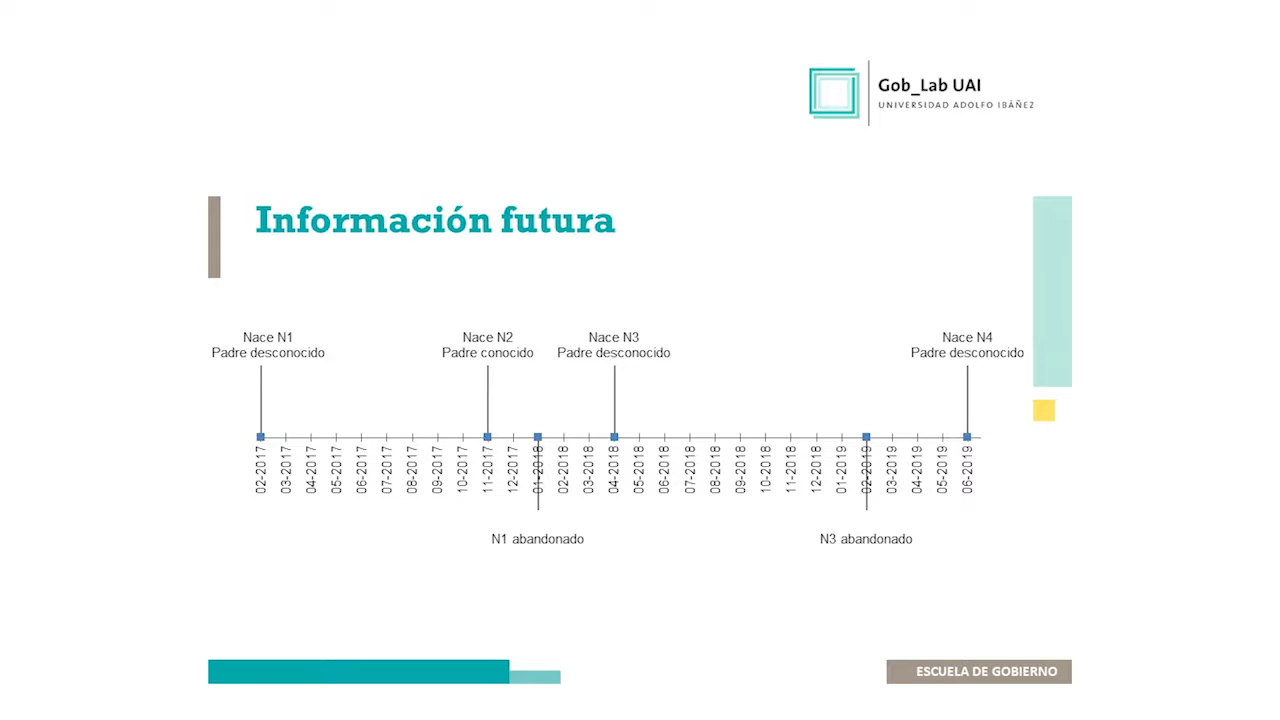 Gob_Lab UAI
UNIVERSIDAD ADOLFO IBÁÑEZ
Información futura
Nace N1
Padre desconocido
Nace N2
Padre conocido
Nace N3
Padre desconocido
Nace N4
Padre desconocido
02-2017
03-2017
04-2017
05-2017
06-2017
07-2017
08-2017
09-2017
10-2017
11-2017
12-2017
01-2018
02-2018
03-2018
04-2018
05-2018
06-2018
07-2018
08-2018
09-2018
10-2018
11-2018
12-2018
01-2019
02-2019
03-2019
04-2019
05-2019
06-2019
N1 abandonado
N3 abandonado
ESCUELA DE GOBIERNO